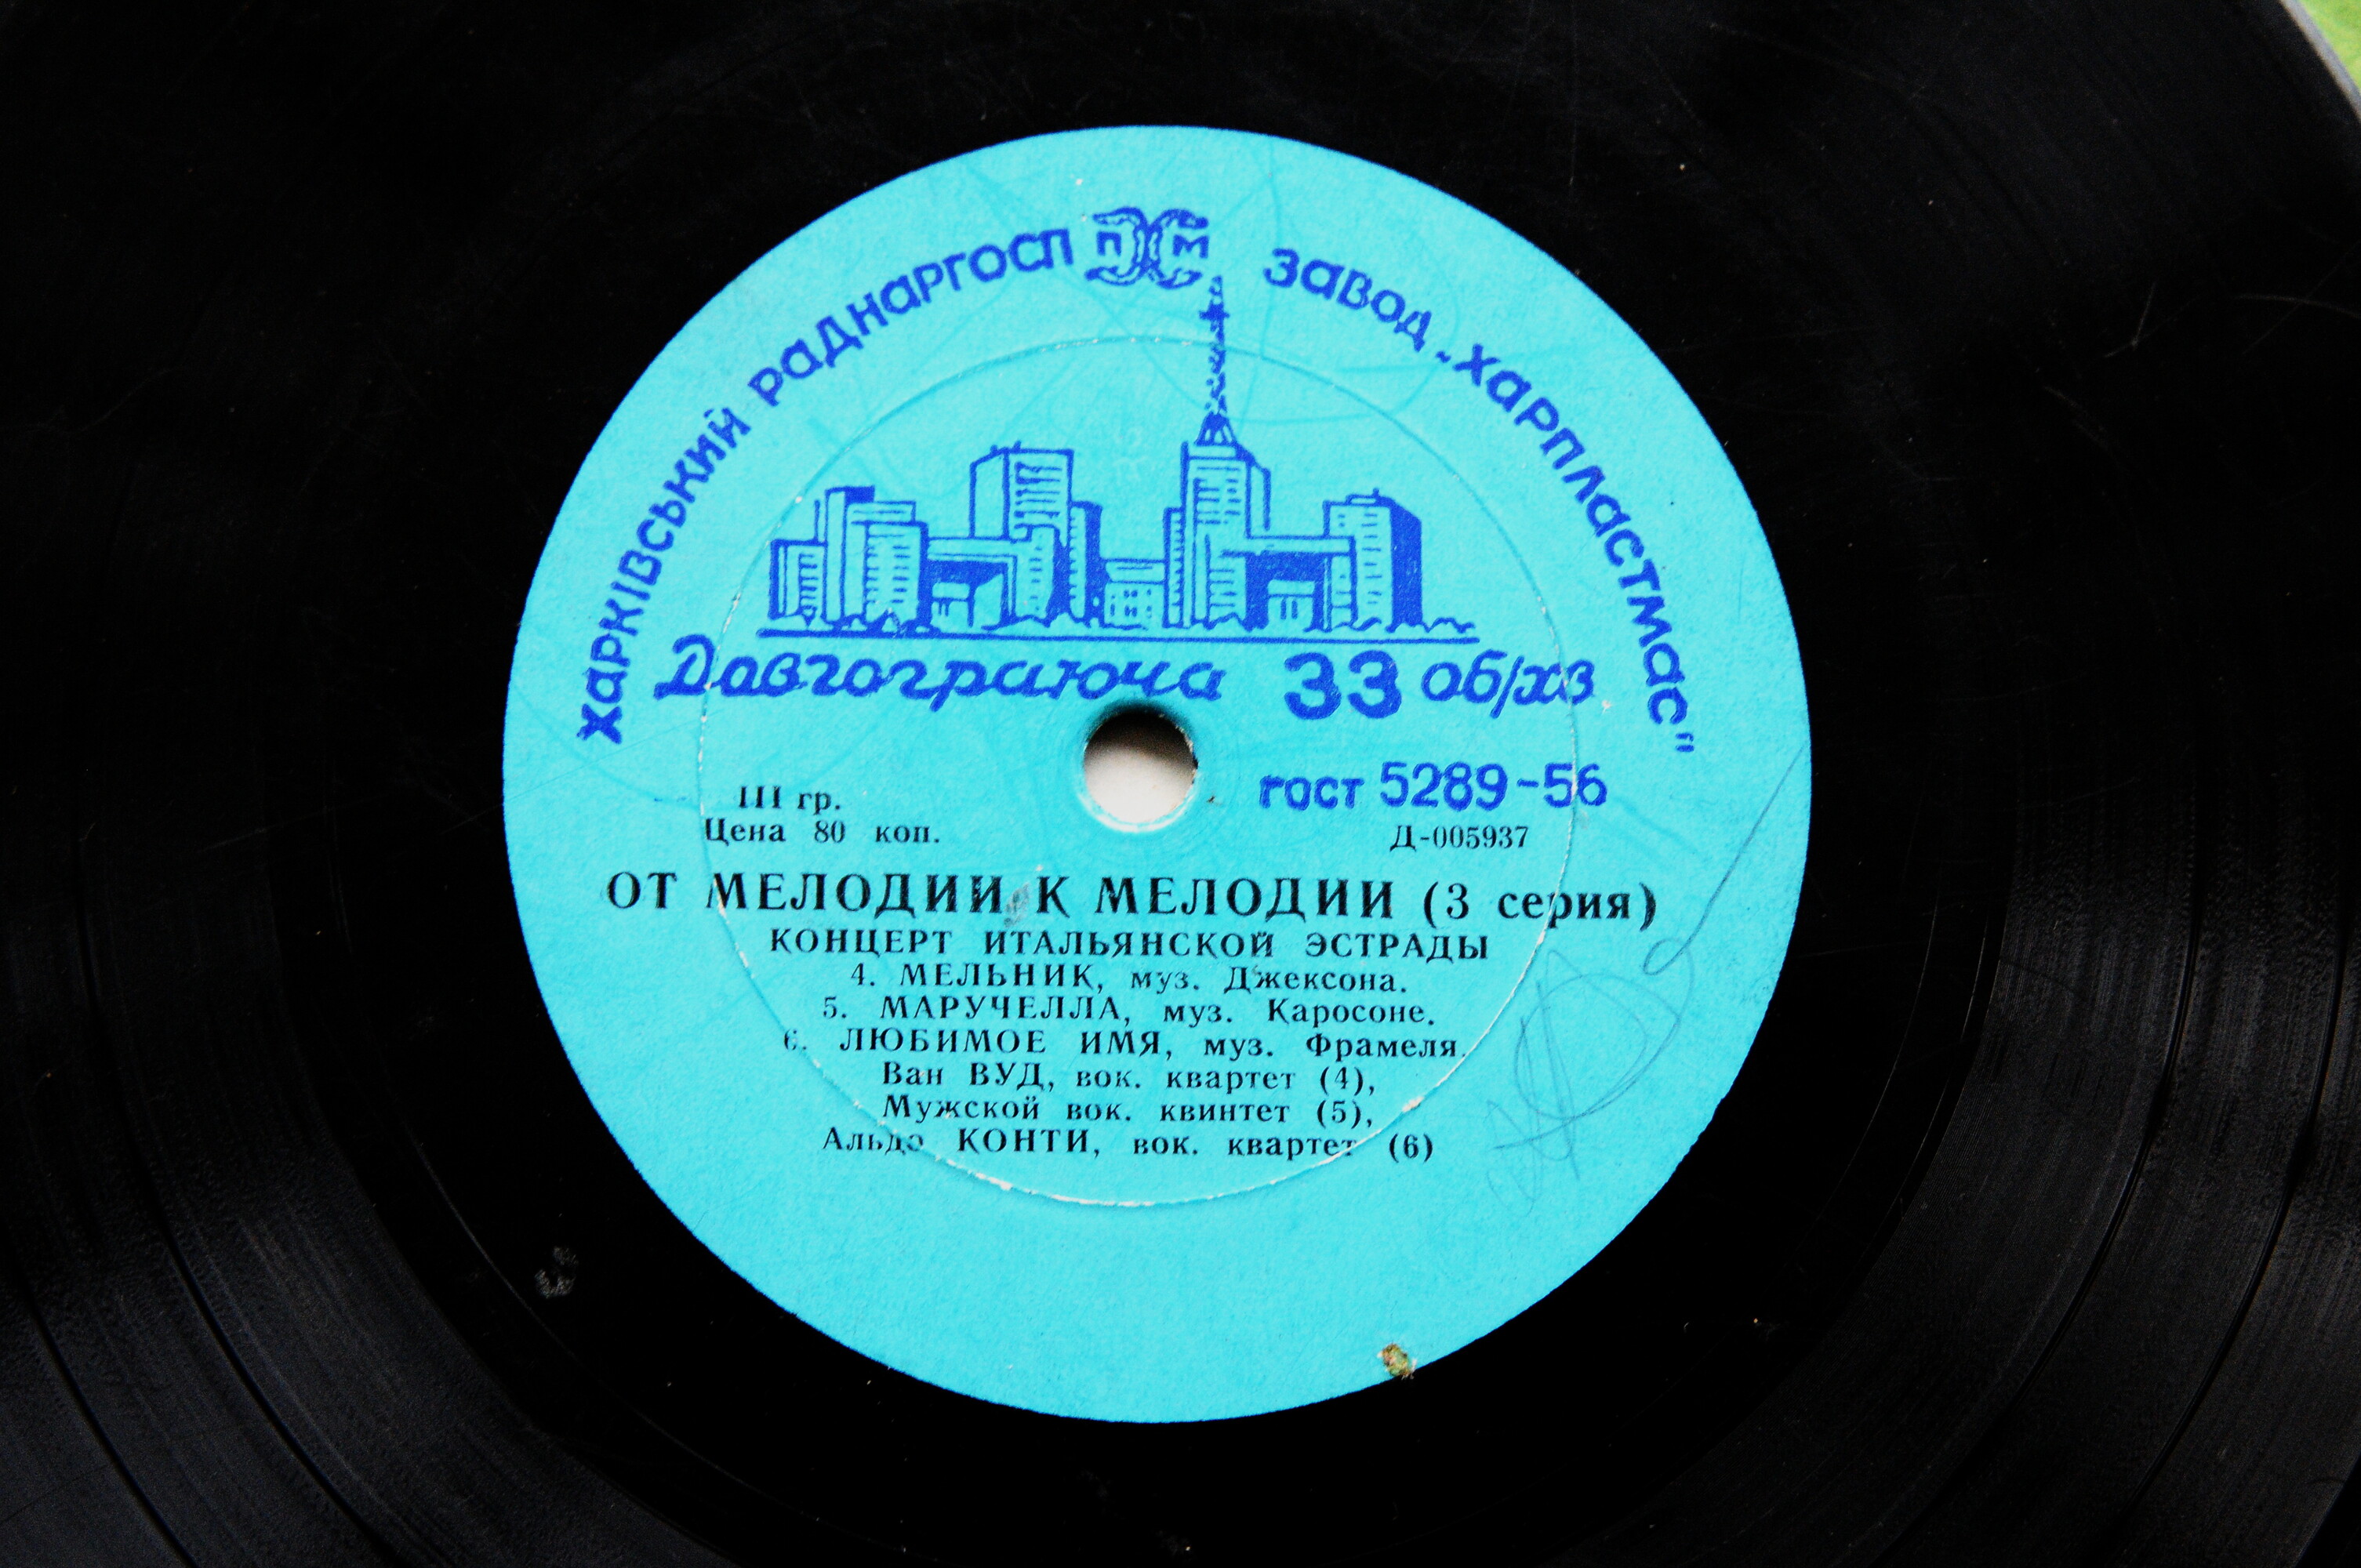 Харківський раднаргосп ПМ завод „Харпластмас"
Довгограюча 33 об/хв
гост 5289-56
III гр.
Цена 80 коп.
Д-005937
ОТ МЕЛОДИИ К МЕЛОДИИ (3 серия)
КОНЦЕРТ ИТАЛЬЯНСКОЙ ЭСТРАДЫ
4. МЕЛЬНИК, муз. Джексона.
5. МАРУЧЕЛЛА, муз. Каросоне.
6. ЛЮБИМОЕ ИМЯ, муз. Фрамеля.
Ван ВУД, вок. квартет (4),
Мужской вок. квинтет (5),
Альдо КОНТИ, вок. квартет (6)